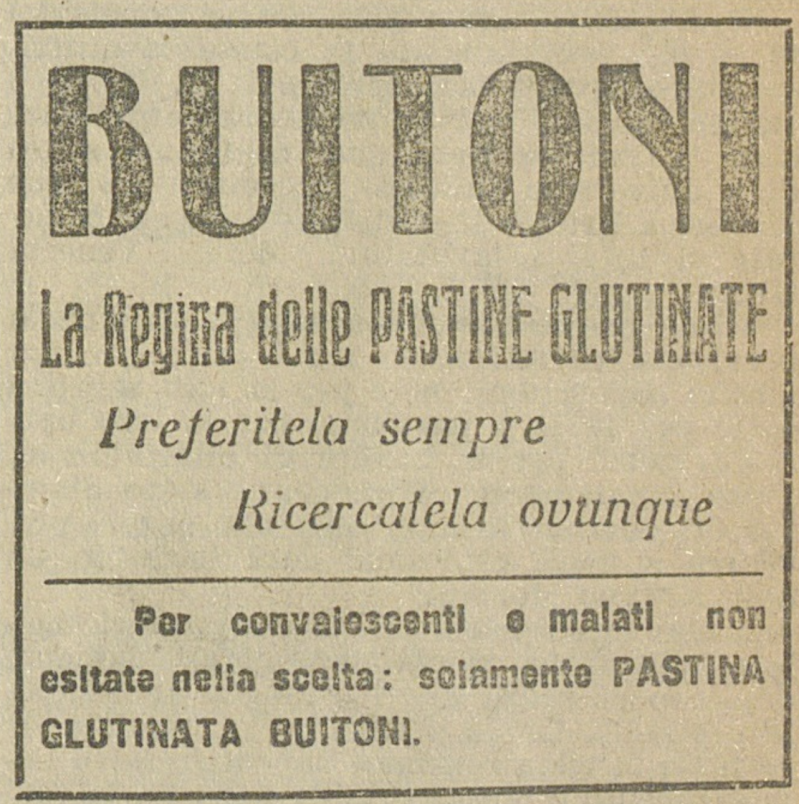 BUITONI
La Regina delle PASTINE GLUTINATE
Preferitela sempre
Ricercatela ovunque
Per convalescenti e malati non
esitate nella scelta: solamente PASTINA
GLUTINATA BUITONI.